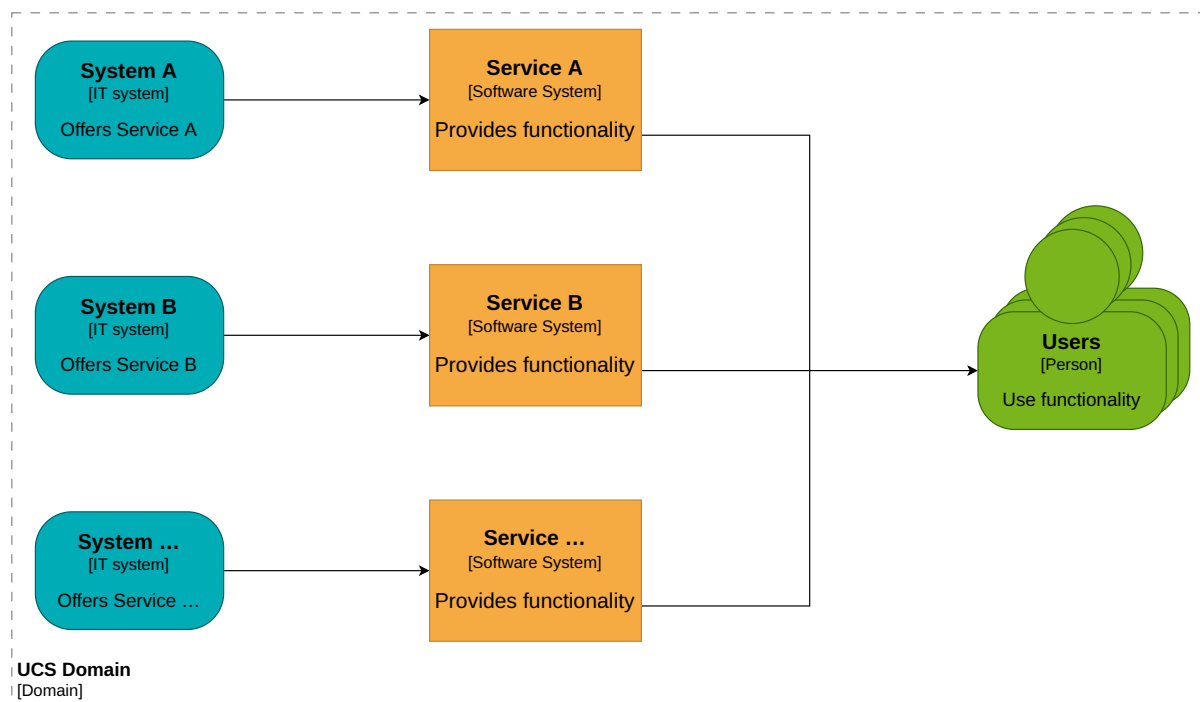 System A
[IT system]
Offers Service A
Service A
[Software System]
Provides functionality
System B
[IT system]
Offers Service B
Service B
[Software System]
Provides functionality
Users
[Person]
Use functionality
System …
[IT system]
Offers Service …
Service …
[Software System]
Provides functionality
UCS Domain
[Domain]